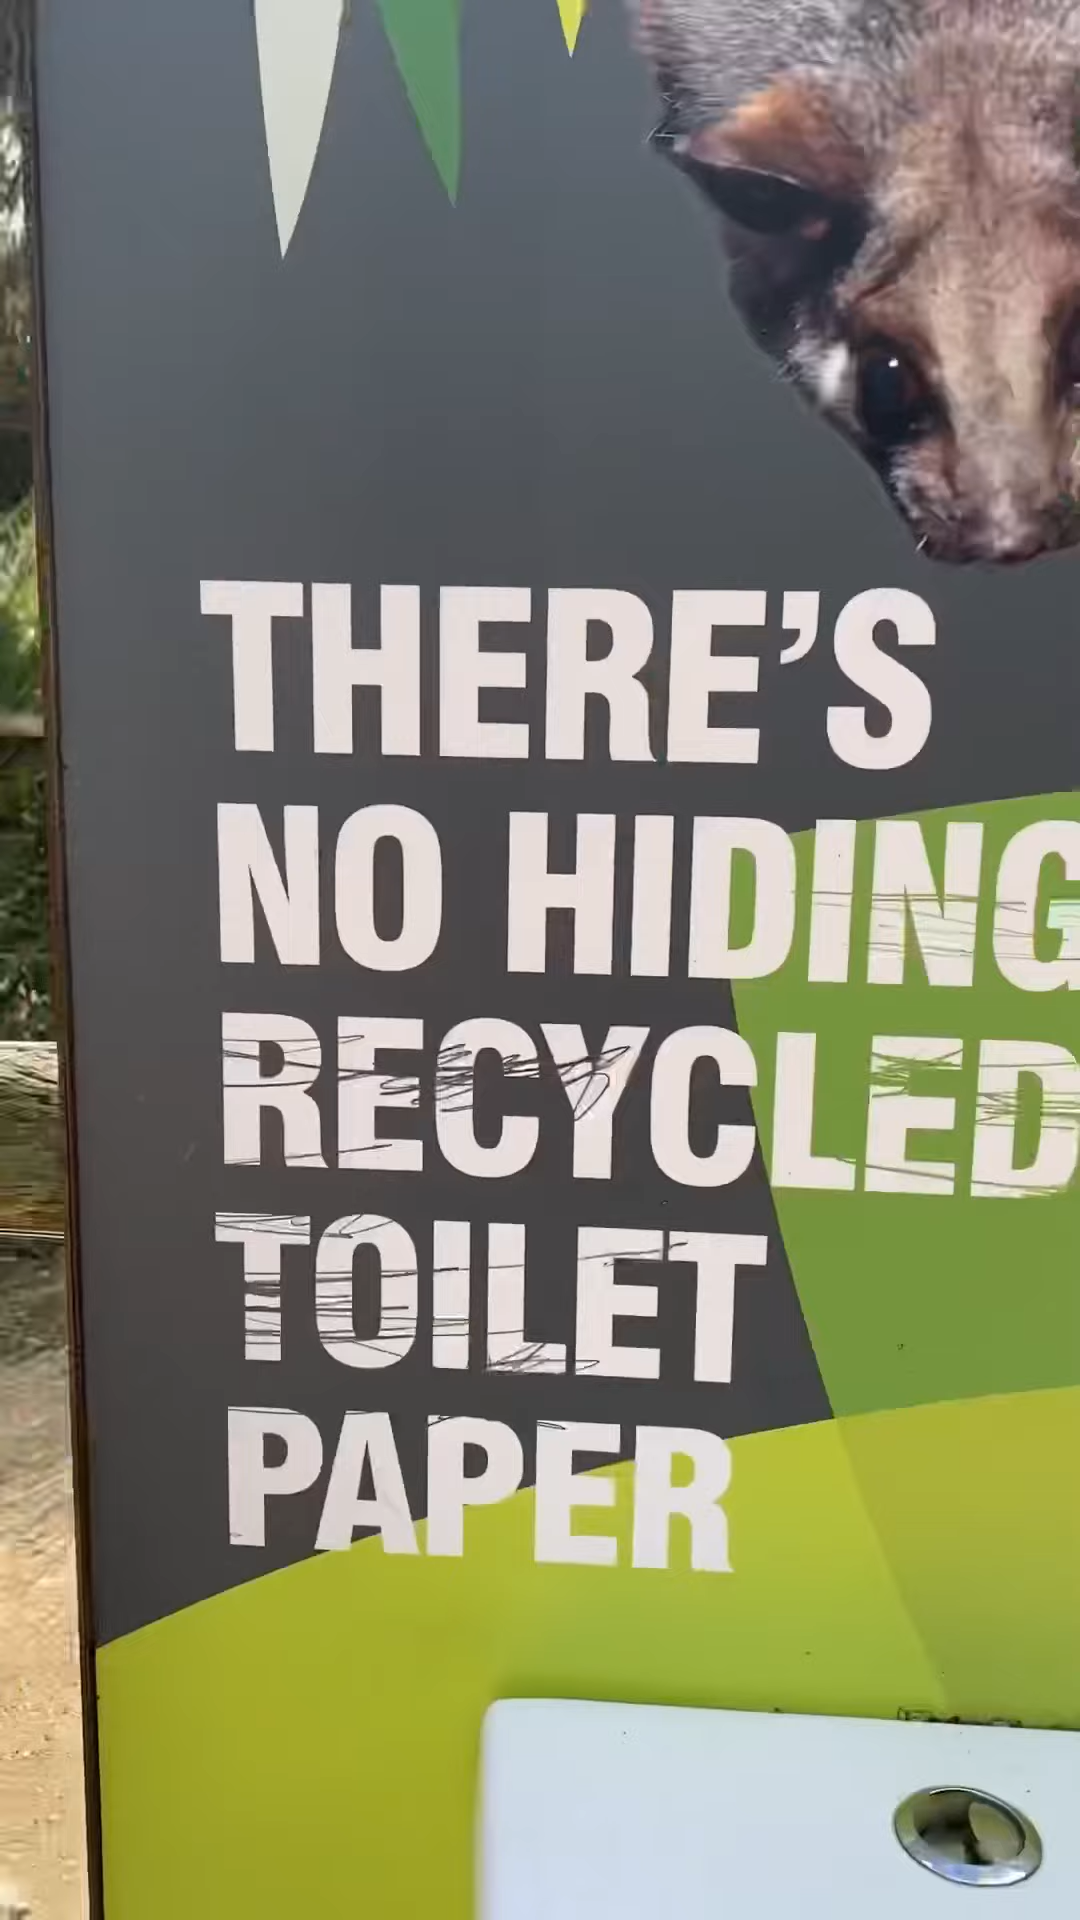 THERE’S
NO HIDING
RECYCLED
TOILET
PAPER